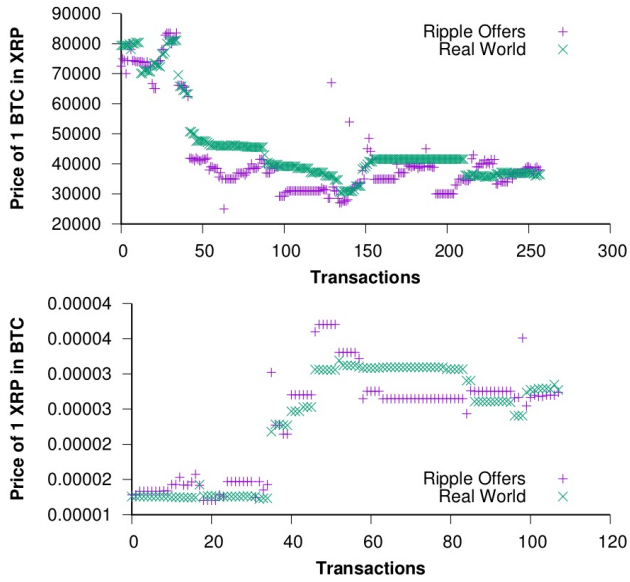 90000
80000
70000
60000
50000
40000
30000
20000
Price of 1 BTC in XRP
Ripple Offers
Real World
0 50 100 150 200 250 300
Transactions
0.00004
0.00004
0.00003
0.00003
0.00002
0.00002
0.00001
Price of 1 XRP in BTC
Ripple Offers
Real World
0 20 40 60 80 100 120
Transactions